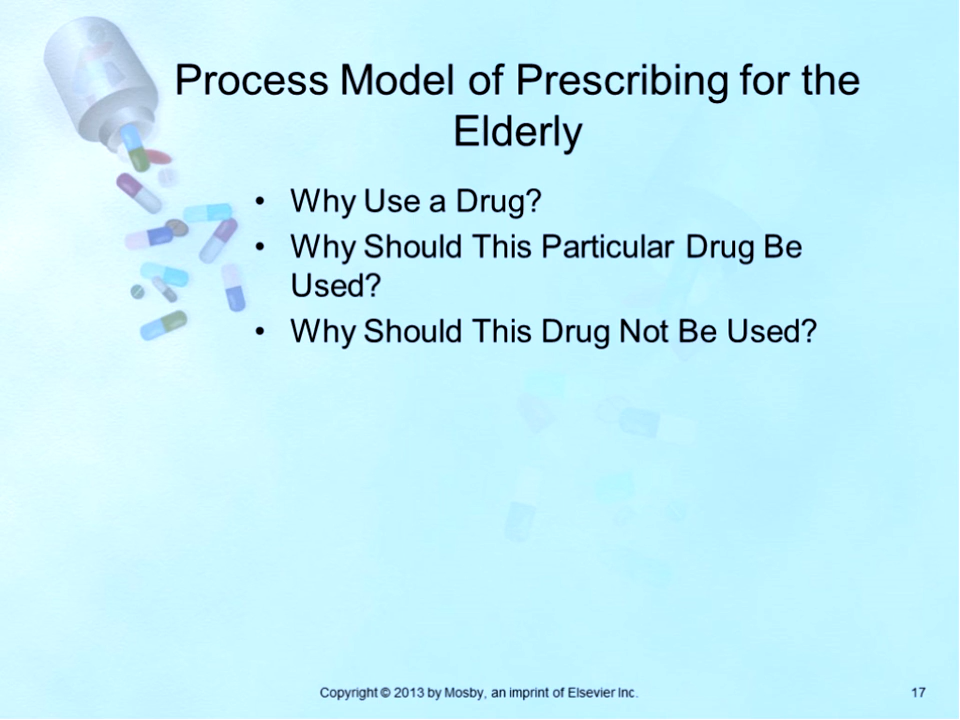 Process Model of Prescribing for the
Elderly
• Why Use a Drug?
• Why Should This Particular Drug Be
Used?
• Why Should This Drug Not Be Used?
Copyright © 2013 by Mosby, an imprint of Elsevier Inc.
17